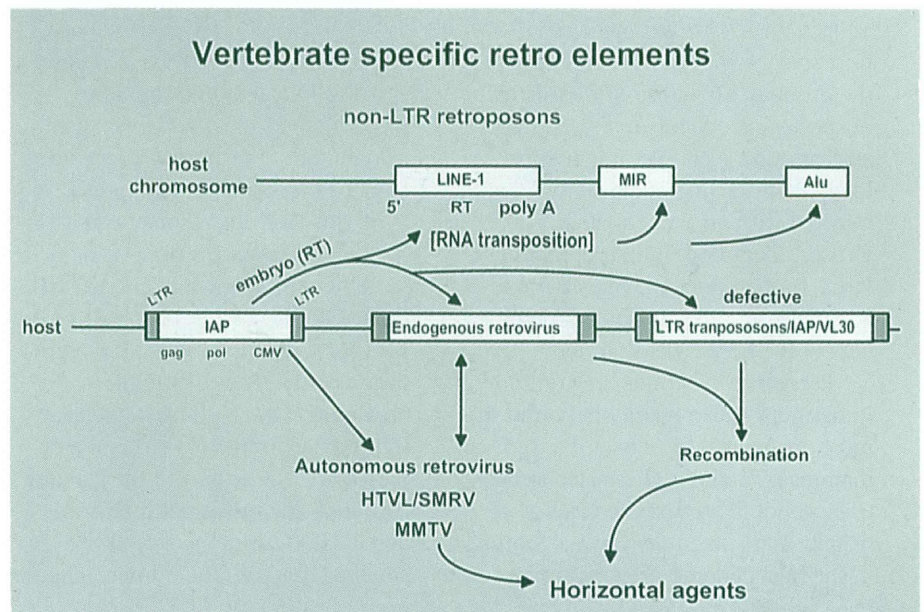 Vertebrate specific retro elements
non-LTR retroposons
host
chromosome
LINE-1
MIR
Alu
5'
RT
poly A
[RNA transposition]
embryo (RT)
LTR
LTR
defective
host
IAP
Endogenous retrovirus
LTR tranpososons/IAP/VL30
gag
pol
CMV
Autonomous retrovirus
HTVL/SMRV
MMTV
Recombination
Horizontal agents